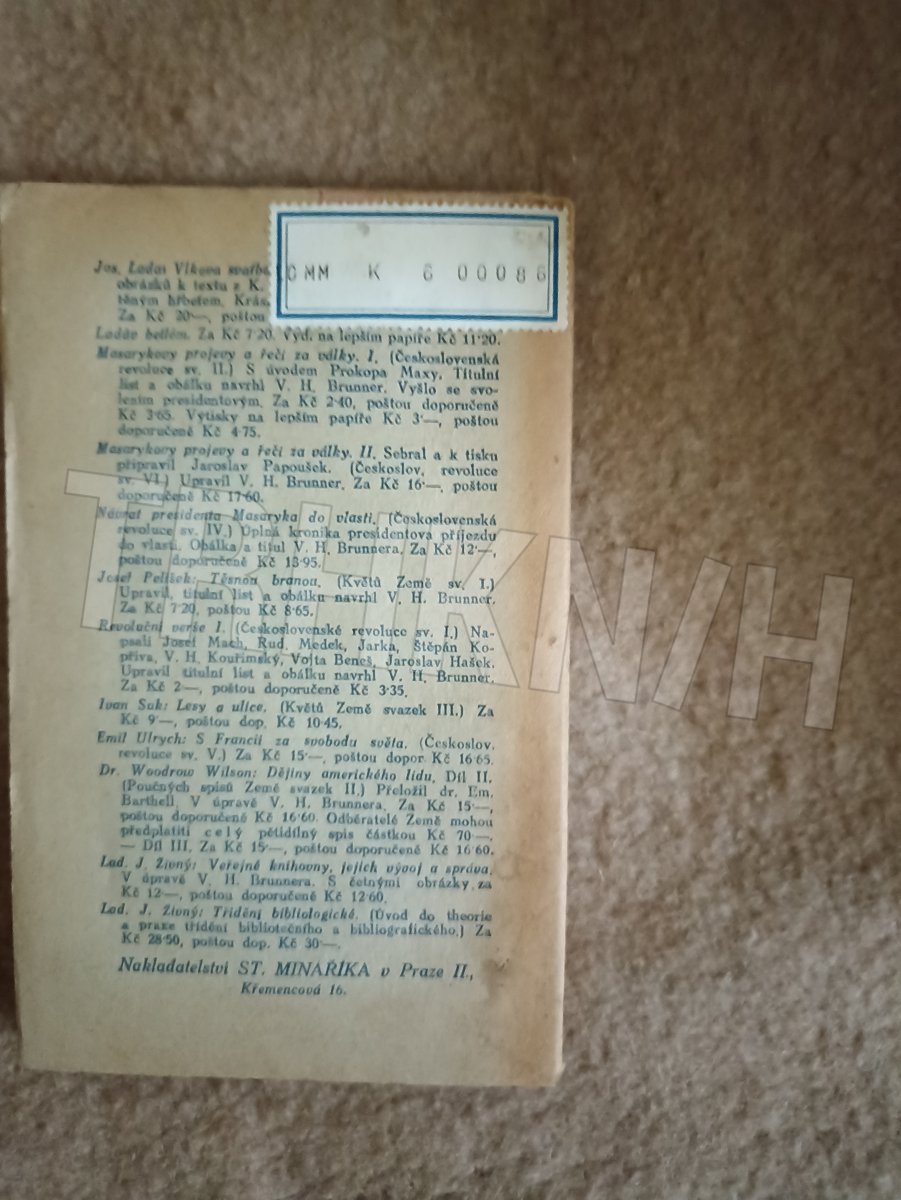 Jos. Ladas Vlkova svatba
CMM K 6 00086
obrázků k textu z K.
těným hřbetem. Krás.
Za Kč 20·—, poštou
Ladův betlém. Za Kč 7·20. Vyd. na lepším papíře Kč 11·20.
Masarykovy projevy a řeči za války. I. (Československá
revoluce sv. II.) S úvodem Prokopa Maxy. Titulní
list a obálku navrhl V. H. Brunner. Vyšlo se svo-
lením presidentovým. Za Kč 2·40, poštou doporučeně
Kč 3·65. Výtisky na lepším papíře Kč 3·—, poštou
doporučeně Kč 4·75.
Masarykovy projevy a řeči za války. II. Sebral a k tisku
připravil Jaroslav Papoušek. (Českoslov. revoluce
sv. VI.) Upravil V. H. Brunner. Za Kč 16·—, poštou
doporučeně Kč 17·60.
Návrat presidenta Masaryka do vlasti. (Československá
revoluce sv. IV.) Úplná kronika presidentova příjezdu
do vlasti. Obálka a titul V. H. Brunnera. Za Kč 12·—,
poštou doporučeně Kč 13·95.
Josef Pelíšek: Těsnou branou. (Květů Země sv. I.)
Upravil, titulní list a obálku navrhl V. H. Brunner.
Za Kč 7·20, poštou Kč 8·65.
Revoluční verše I. (Československé revoluce sv. I.) Na-
psali Josef Mach, Rud. Medek, Jarka, Štěpán Ko-
přiva, V. H. Kouřimský, Vojta Beneš, Jaroslav Hašek.
Upravil titulní list a obálku navrhl V. H. Brunner.
Za Kč 2·—, poštou doporučeně Kč 3·35.
Ivan Suk: Lesy a ulice. (Květů Země svazek III.) Za
Kč 9·—, poštou dop. Kč 10·45.
Emil Ulrych: S Francií za svobodu světa. (Českoslov.
revoluce sv. V.) Za Kč 15·—, poštou dopor. Kč 16·65.
Dr. Woodrow Wilson: Dějiny amerického lidu. Díl II.
(Poučných spisů Země svazek II.) Přeložil dr. Em.
Barthell. V úpravě V. H. Brunnera. Za Kč 15·—,
poštou doporučeně Kč 16·60. Odběratelé Země mohou
předplatiti celý pětidílný spis částkou Kč 70·—.
— Díl III. Za Kč 15·—, poštou doporučeně Kč 16·60.
Lad. J. Živný: Veřejné knihovny, jejich vývoj a správa.
V úpravě V. H. Brunnera. S četnými obrázky za
Kč 12·—, poštou doporučeně Kč 12·60.
Lad. J. Živný: Třídění bibliologické. (Úvod do theorie
a praxe třídění bibliotečního a bibliografického.) Za
Kč 28·50, poštou dop. Kč 30·—.
Nakladatelství ST. MINAŘÍKA v Praze II.,
Křemencová 16.